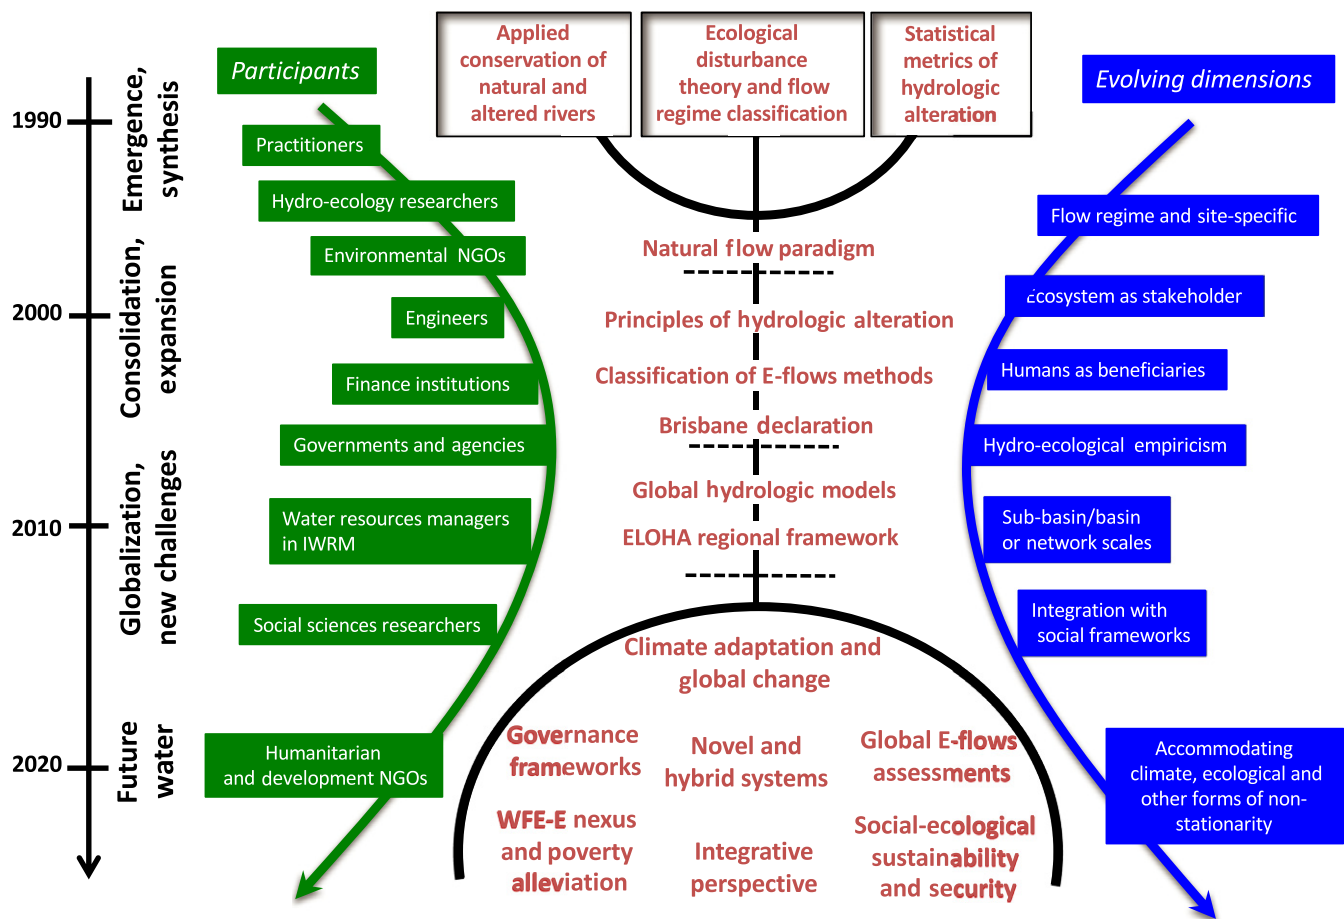 1990
2000
2010
2020
Emergence,
synthesis
Consolidation,
expansion
Globalization,
new challenges
Future
water
Participants
Practitioners
Hydro-ecology researchers
Environmental NGOs
Engineers
Finance institutions
Governments and agencies
Water resources managers
in IWRM
Social sciences researchers
Humanitarian
and development NGOs
Applied
conservation of
natural and
altered rivers
Ecological
disturbance
theory and flow
regime classification
Statistical
metrics of
hydrologic
alteration
Natural flow paradigm
Principles of hydrologic alteration
Classification of E-flows methods
Brisbane declaration
Global hydrologic models
ELOHA regional framework
Climate adaptation and
global change
Governance
frameworks
Novel and
hybrid systems
Global E-flows
assessments
WFE-E nexus
and poverty
alleviation
Integrative
perspective
Social-ecological
sustainability
and security
Evolving dimensions
Flow regime and site-specific
Ecosystem as stakeholder
Humans as beneficiaries
Hydro-ecological empiricism
Sub-basin/basin
or network scales
Integration with
social frameworks
Accommodating
climate, ecological and
other forms of non-
stationarity